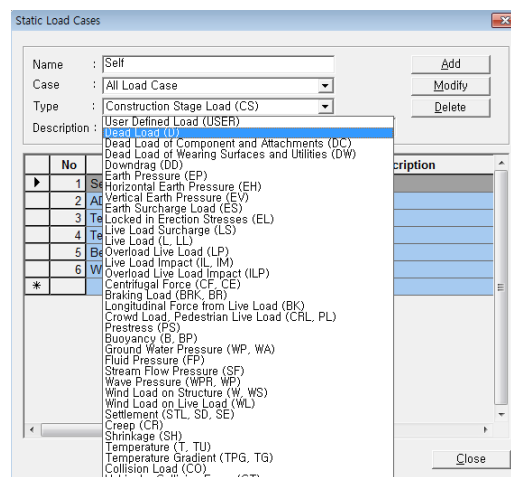 Static Load Cases
Name : Self
Add
Case : All Load Case
Modify
Type : Construction Stage Load (CS)
Delete
Description :
User Defined Load (USER)
Dead Load (D)
Dead Load of Component and Attachments (DC)
Dead Load of Wearing Surfaces and Utilities (DW)
Downdrag (DD)
Earth Pressure (EP)
Horizontal Earth Pressure (EH)
Vertical Earth Pressure (EV)
Earth Surcharge Load (ES)
Locked in Erection Stresses (EL)
Live Load Surcharge (LS)
Live Load (L, LL)
Overload Live Load (LP)
Live Load Impact (IL, IM)
Overload Live Load Impact (ILP)
Centrifugal Force (CF, CE)
Braking Load (BRK, BR)
Longitudinal Force from Live Load (BK)
Crowd Load, Pedestrian Live Load (CRL, PL)
Prestress (PS)
Buoyancy (B, BP)
Ground Water Pressure (WP, WA)
Fluid Pressure (FP)
Stream Flow Pressure (SF)
Wave Pressure (WPR, WP)
Wind Load on Structure (W, WS)
Wind Load on Live Load (WL)
Settlement (STL, SD, SE)
Creep (CR)
Shrinkage (SH)
Temperature (T, TU)
Temperature Gradient (TPG, TG)
Collision Load (CO)
No
cription
1 Se
2 AD
3 Te
4 Te
5 Be
6 W
*
Close